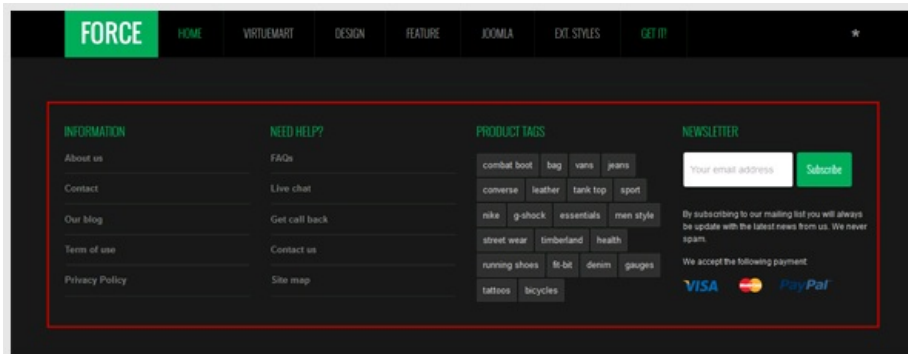 FORCE HOME VIRTUEMART DESIGN FEATURE JOOMLA EXT. STYLES GET IT!
INFORMATION
About us
Contact
Our blog
Term of use
Privacy Policy
NEED HELP?
FAQs
Live chat
Get call back
Contact us
Site map
PRODUCT TAGS
combat boot bag vans jeans
converse leather tank top sport
nike g-shock essentials men style
street wear timberland health
running shoes fit-bit denim gauges
tattoos bicycles
NEWSLETTER
Your email address Subscribe
By subscribing to our mailing list you will always
be update with the latest news from us. We never
spam.
We accept the following payment:
VISA MasterCard PayPal